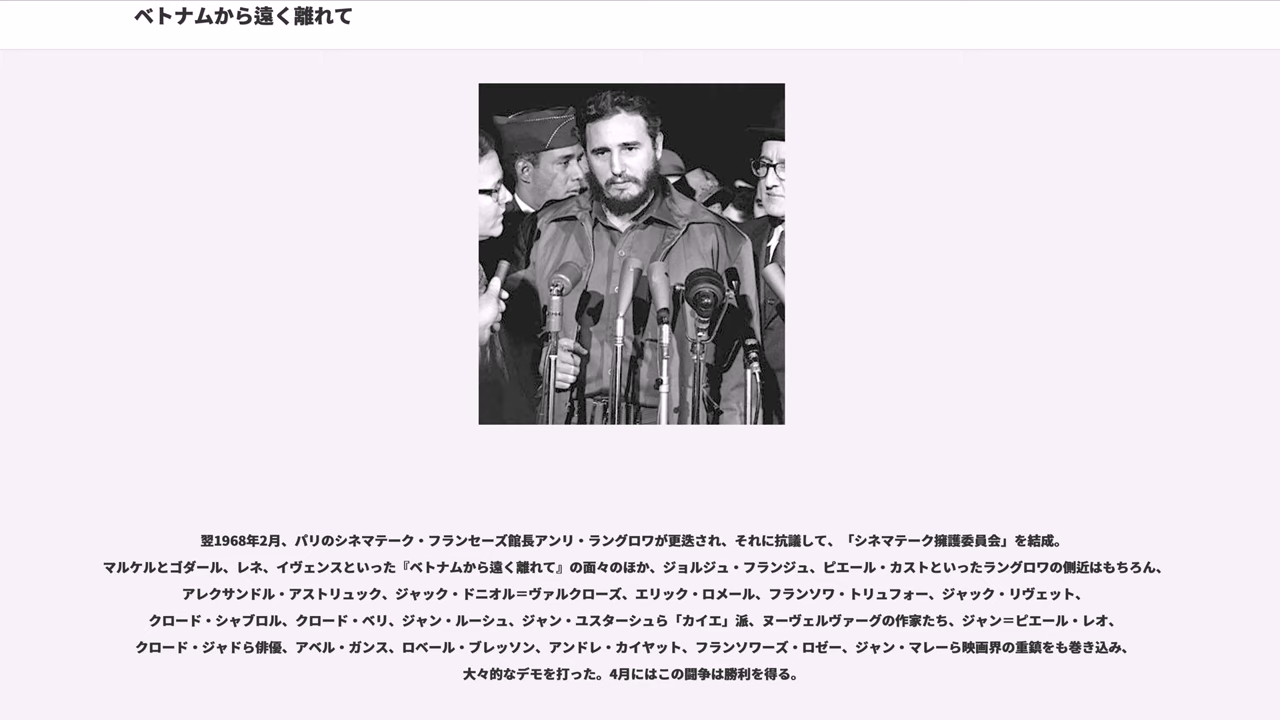 ベトナムから遠く離れて
翌1968年2月、パリのシネマテーク・フランセーズ館長アンリ・ラングロワが更迭され、それに抗議して、「シネマテーク擁護委員会」を結成。
マルケルとゴダール、レネ、イヴェンスといった『ベトナムから遠く離れて』の面々のほか、ジョルジュ・フランジュ、ピエール・カストといったラングロワの側近はもちろん、
アレクサンドル・アストリュック、ジャック・ドニオル＝ヴァルクローズ、エリック・ロメール、フランソワ・トリュフォー、ジャック・リヴェット、
クロード・シャブロル、クロード・ベリ、ジャン・ルーシュ、ジャン・ユスターシュら「カイエ」派、ヌーヴェルヴァーグの作家たち、ジャン＝ピエール・レオ、
クロード・ジャドら俳優、アベル・ガンス、ロベール・ブレッソン、アンドレ・カイヤット、フランソワーズ・ロゼー、ジャン・マレーら映画界の重鎮をも巻き込み、
大々的なデモを打った。4月にはこの闘争は勝利を得る。